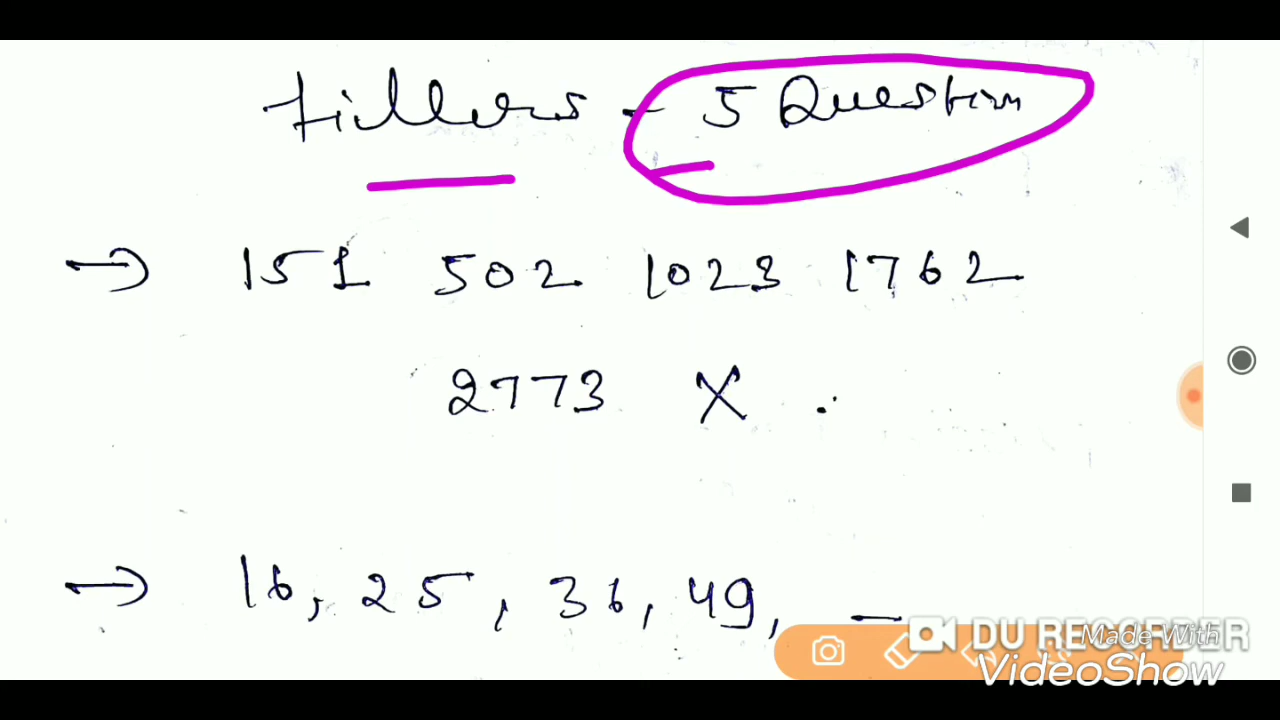 fillers - 5 Question
→ 151 502 1023 1762
2773 X .
→ 16, 25, 36, 49, _
DU RECORDER
Made With
VideoShow